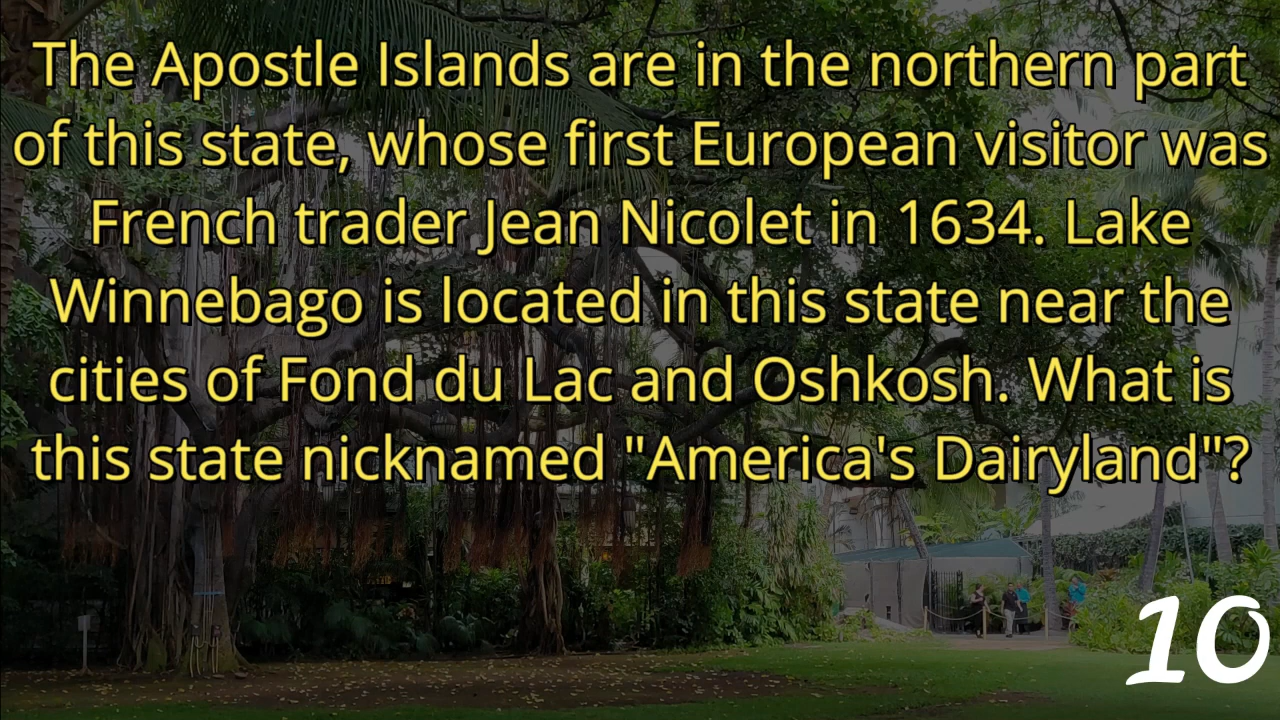 The Apostle Islands are in the northern part
of this state, whose first European visitor was
French trader Jean Nicolet in 1634. Lake
Winnebago is located in this state near the
cities of Fond du Lac and Oshkosh. What is
this state nicknamed "America's Dairyland"?
10